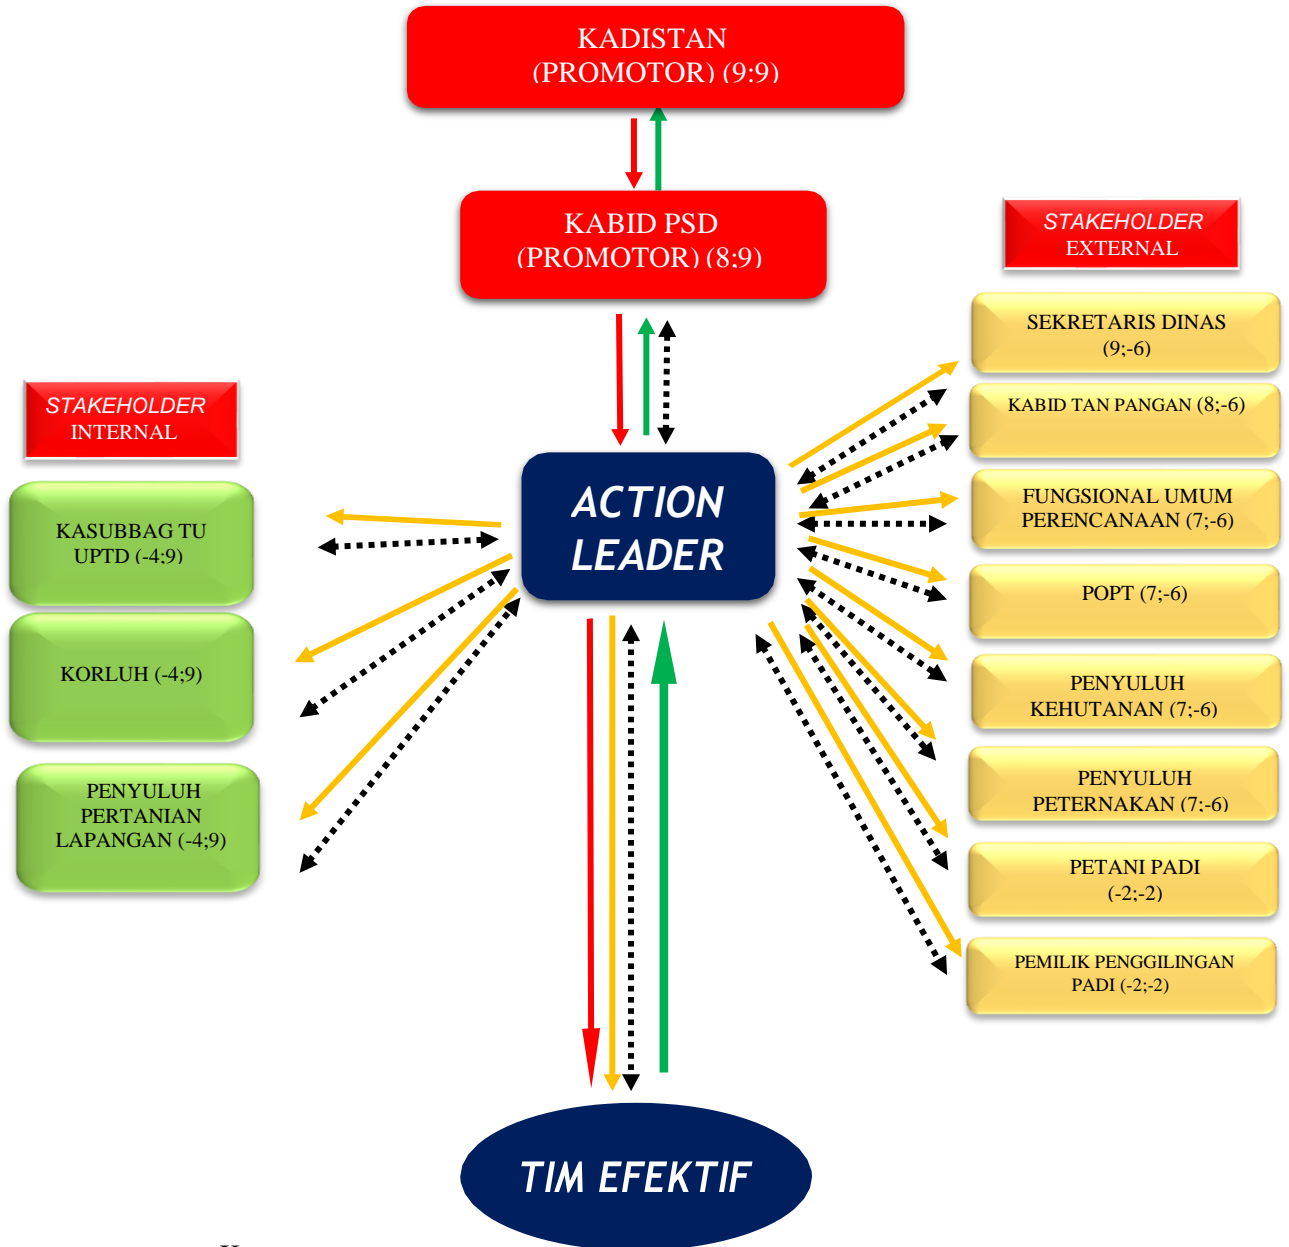 KADISTAN
(PROMOTOR) (9:9)
KABID PSD
(PROMOTOR) (8;9)
STAKEHOLDER
EXTERNAL
SEKRETARIS DINAS
(9;-6)
KABID TAN PANGAN (8;-6)
FUNGSIONAL UMUM
PERENCANAAN (7;-6)
POPT (7;-6)
PENYULUH
KEHUTANAN (7;-6)
PENYULUH
PETERNAKAN (7;-6)
PETANI PADI
(-2;-2)
PEMILIK PENGGILINGAN
PADI (-2;-2)
STAKEHOLDER
INTERNAL
KASUBBAG TU
UPTD (-4;9)
KORLUH (-4;9)
PENYULUH
PERTANIAN
LAPANGAN (-4;9)
ACTION
LEADER
TIM EFEKTIF